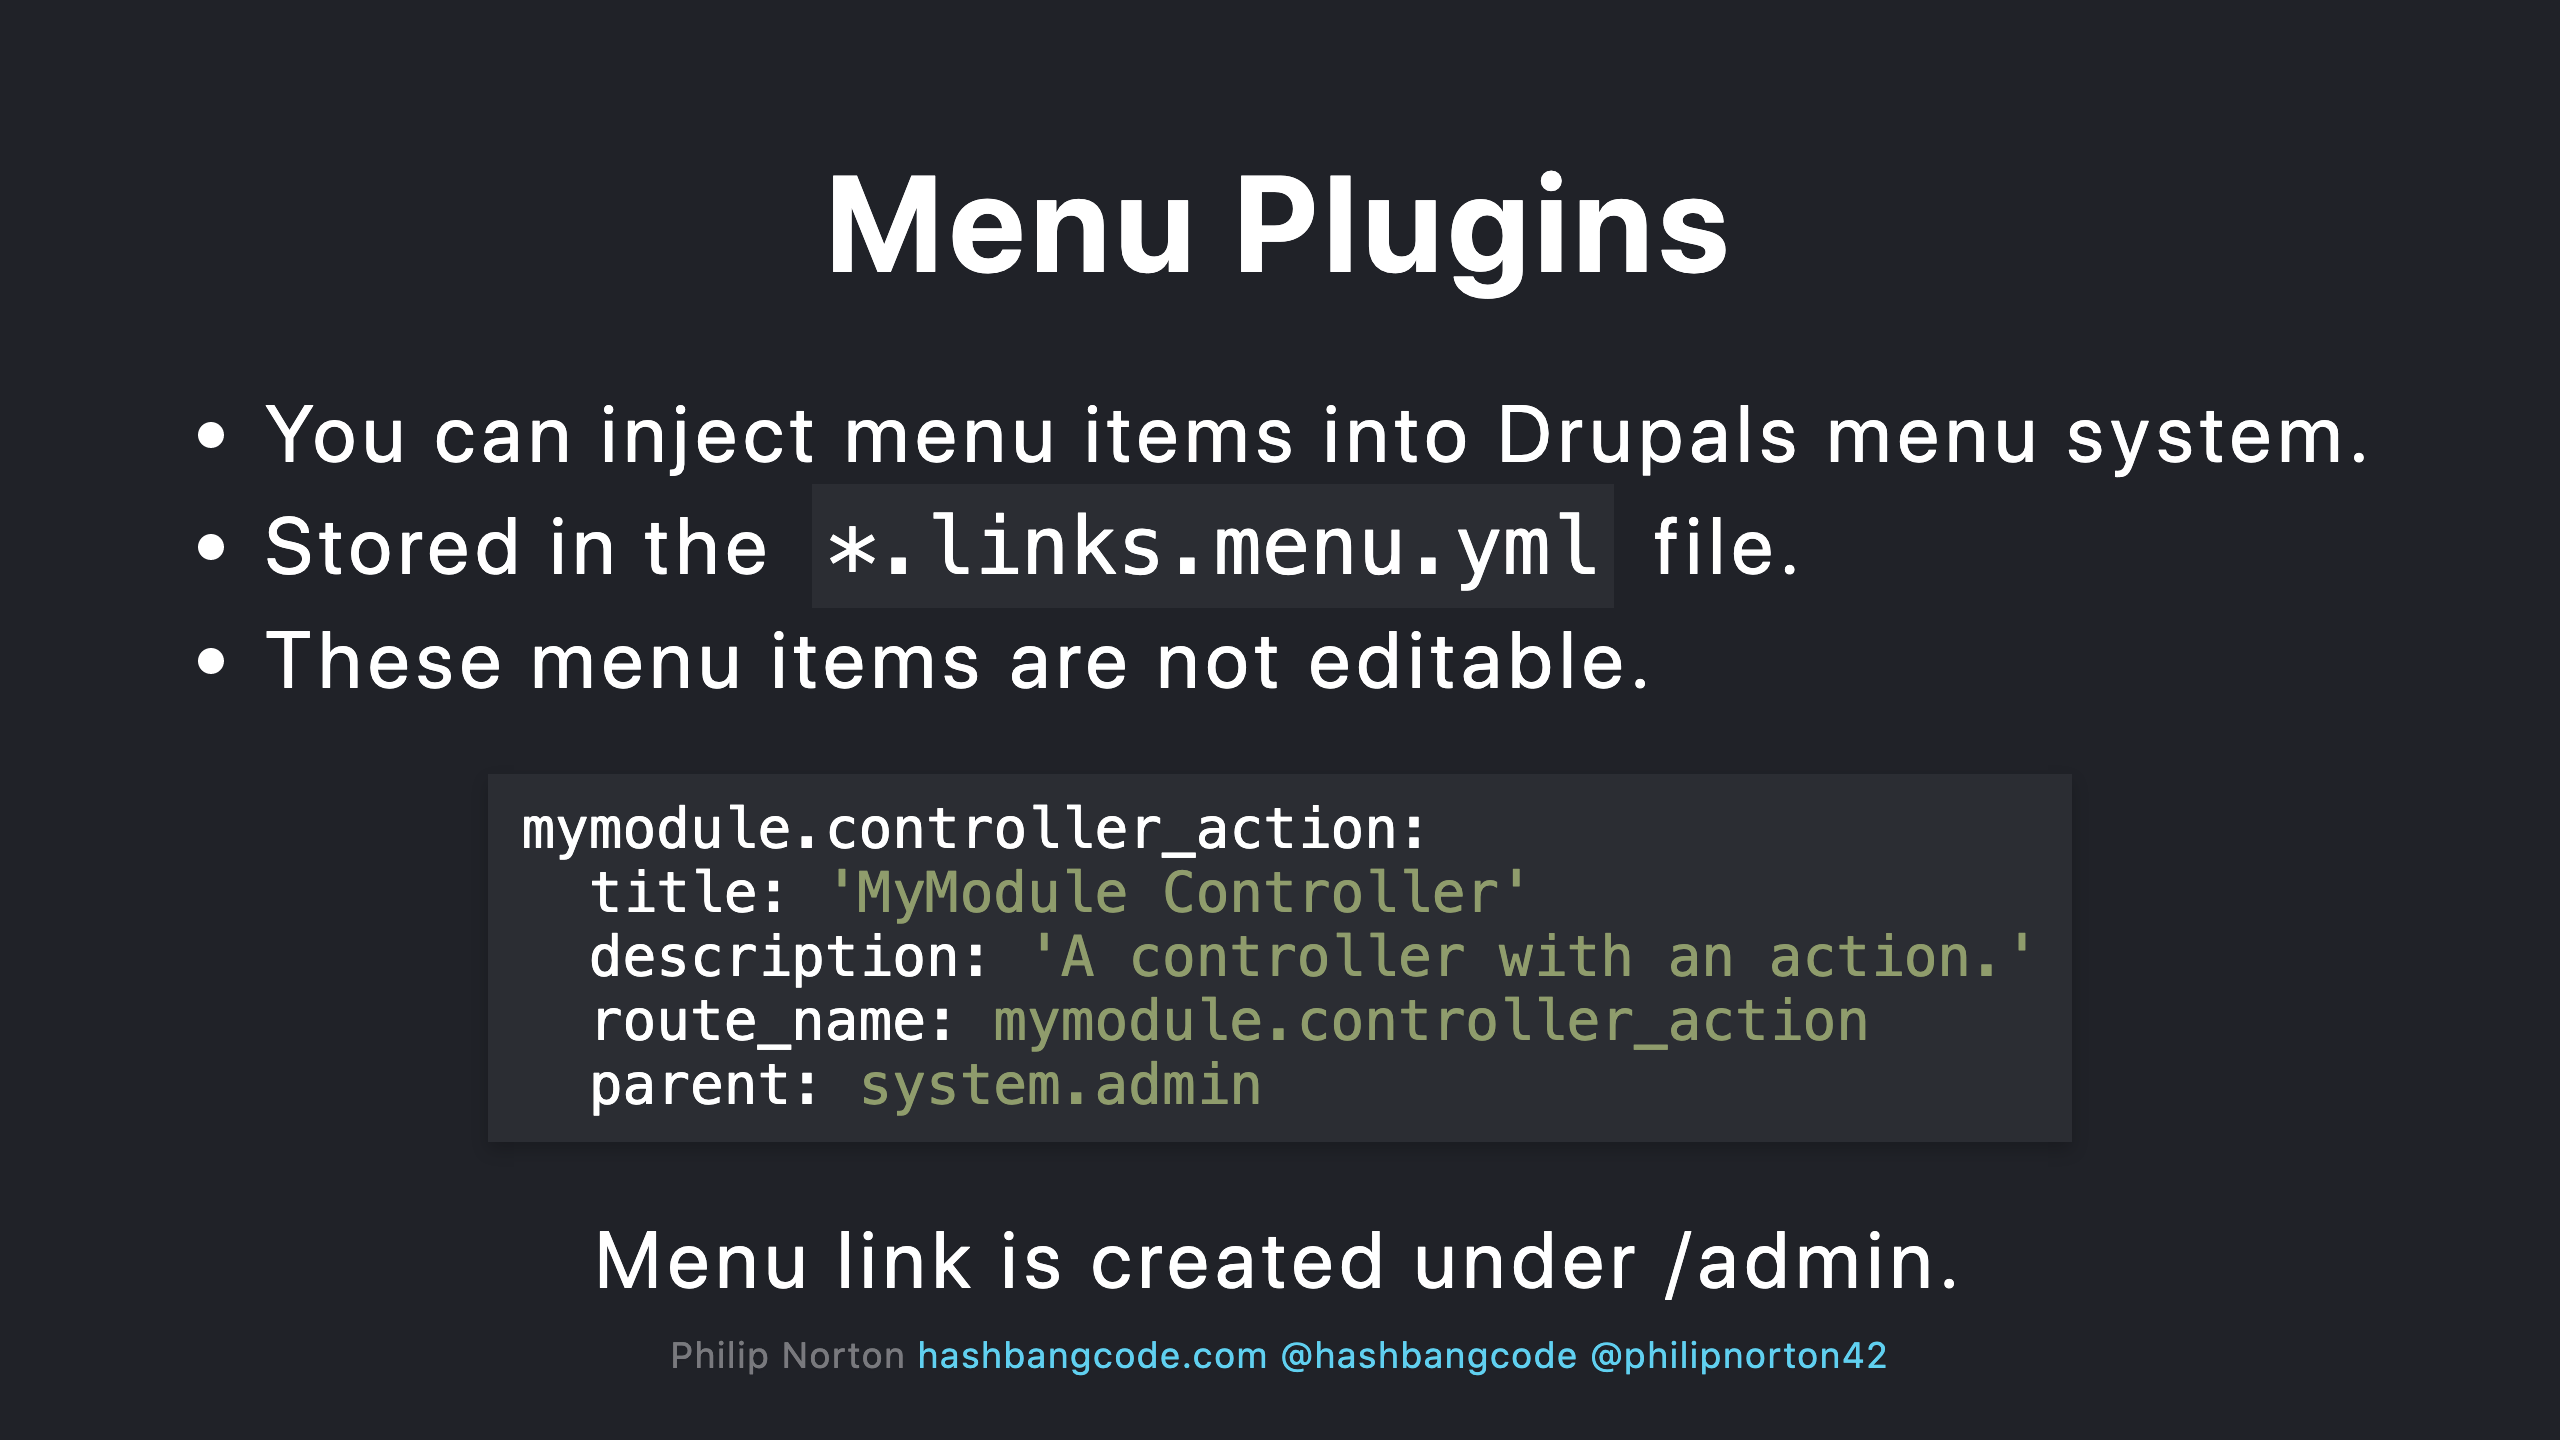 Menu Plugins
• You can inject menu items into Drupals menu system.
• Stored in the *.links.menu.yml file.
• These menu items are not editable.
mymodule.controller_action:
  title: 'MyModule Controller'
  description: 'A controller with an action.'
  route_name: mymodule.controller_action
  parent: system.admin
Menu link is created under /admin.
Philip Norton hashbangcode.com @hashbangcode @philipnorton42